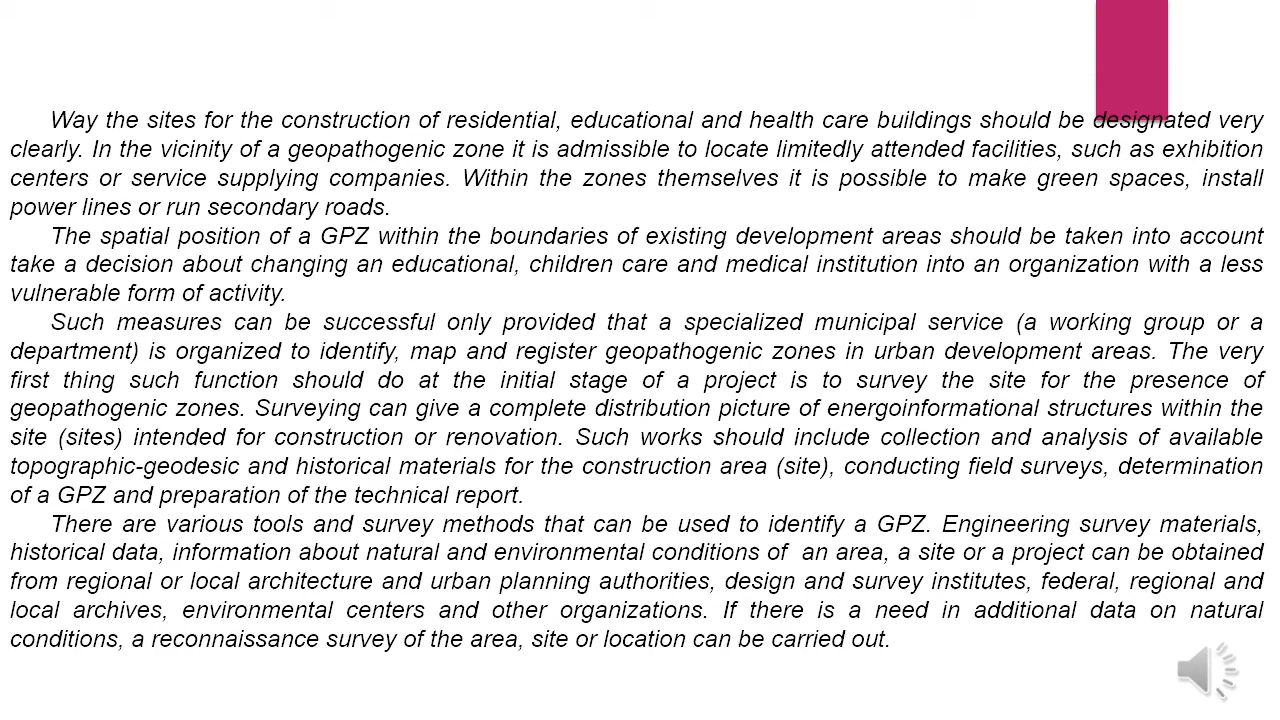 Way the sites for the construction of residential, educational and health care buildings should be designated very
clearly. In the vicinity of a geopathogenic zone it is admissible to locate limitedly attended facilities, such as exhibition
centers or service supplying companies. Within the zones themselves it is possible to make green spaces, install
power lines or run secondary roads.
The spatial position of a GPZ within the boundaries of existing development areas should be taken into account
take a decision about changing an educational, children care and medical institution into an organization with a less
vulnerable form of activity.
Such measures can be successful only provided that a specialized municipal service (a working group or a
department) is organized to identify, map and register geopathogenic zones in urban development areas. The very
first thing such function should do at the initial stage of a project is to survey the site for the presence of
geopathogenic zones. Surveying can give a complete distribution picture of energoinformational structures within the
site (sites) intended for construction or renovation. Such works should include collection and analysis of available
topographic-geodesic and historical materials for the construction area (site), conducting field surveys, determination
of a GPZ and preparation of the technical report.
There are various tools and survey methods that can be used to identify a GPZ. Engineering survey materials,
historical data, information about natural and environmental conditions of an area, a site or a project can be obtained
from regional or local architecture and urban planning authorities, design and survey institutes, federal, regional and
local archives, environmental centers and other organizations. If there is a need in additional data on natural
conditions, a reconnaissance survey of the area, site or location can be carried out.